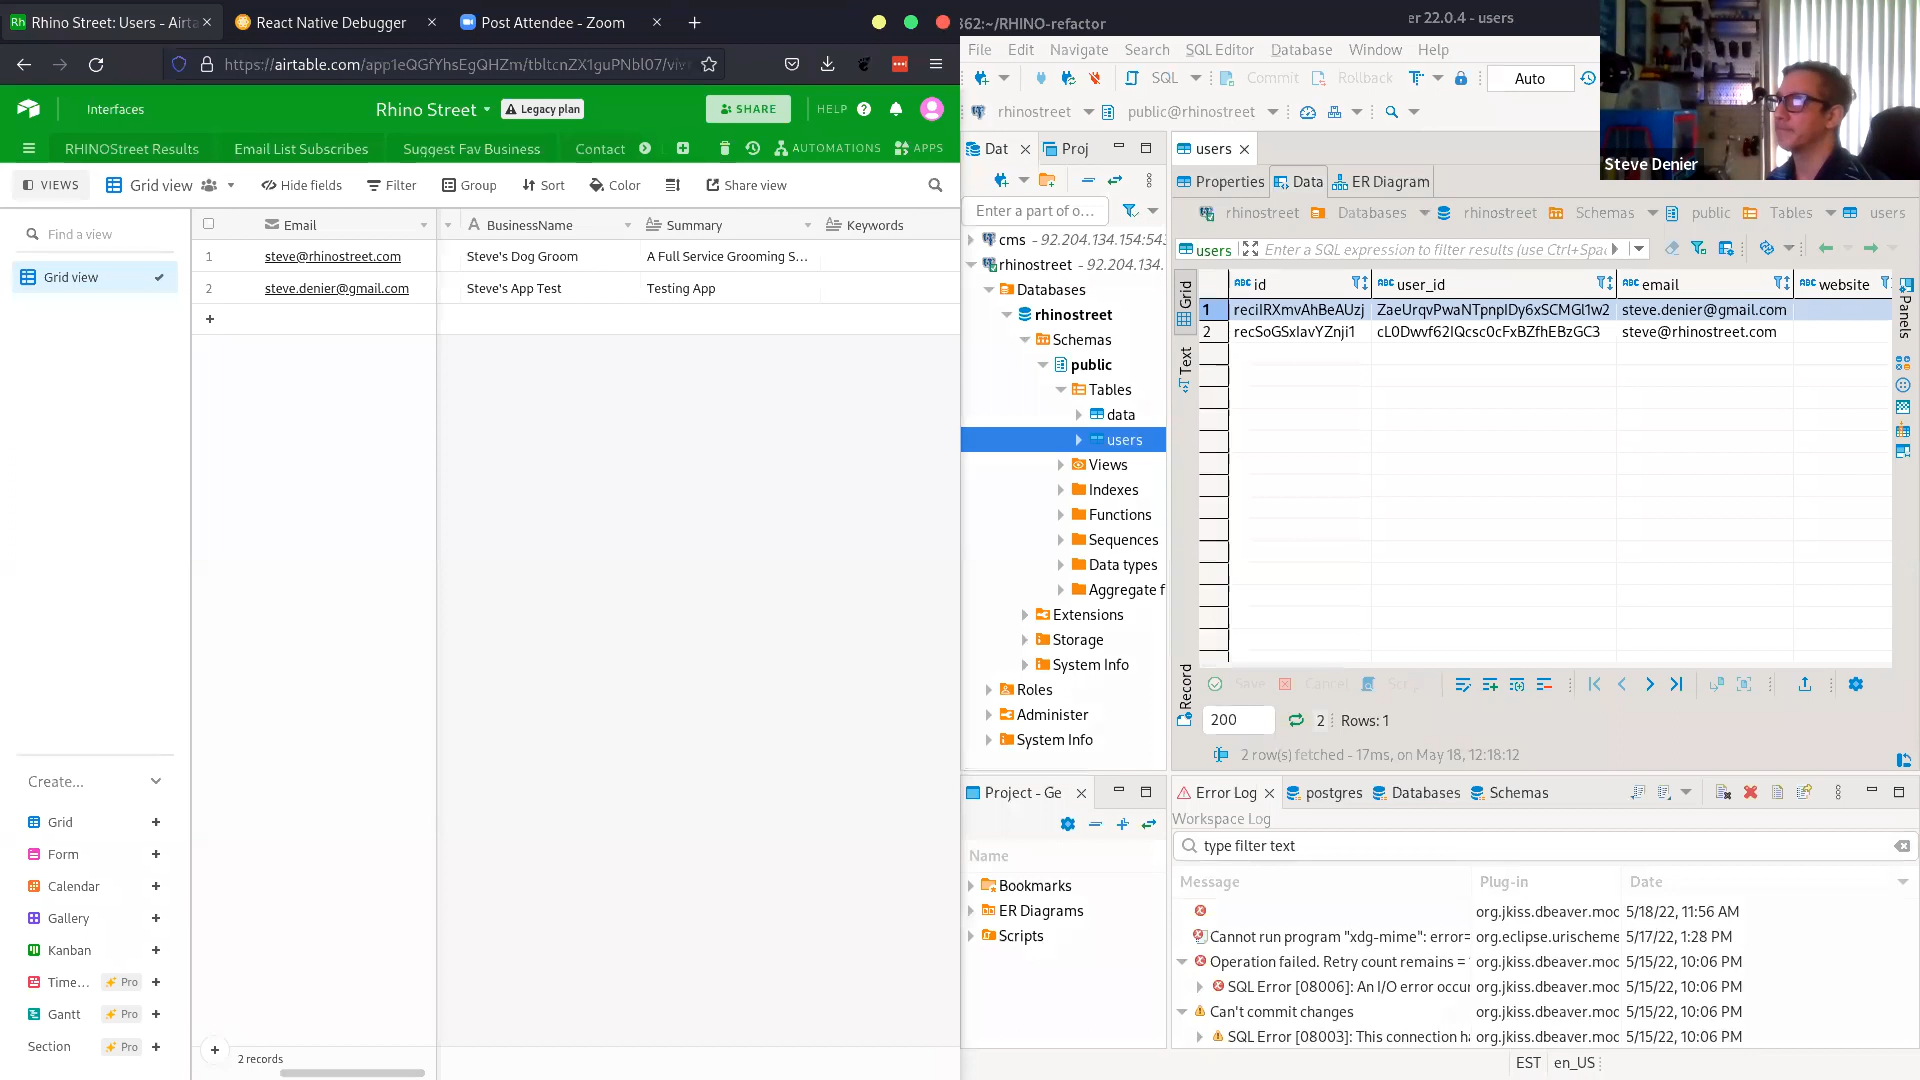 Rhino Street: Users - Airta
React Native Debugger
Post Attendee - Zoom
https://airtable.com/app1eQGfYhsEgQHZm/tbltcnZX1guPNbl07/viv
Interfaces
Rhino Street
Legacy plan
SHARE
HELP
RHINOStreet Results
Email List Subscribes
Suggest Fav Business
Contact
AUTOMATIONS
APPS
VIEWS
Grid view
Hide fields
Filter
Group
Sort
Color
Share view
Find a view
Grid view
Email
BusinessName
Summary
Keywords
1
steve@rhinostreet.com
Steve's Dog Groom
A Full Service Grooming S...
2
steve.denier@gmail.com
Steve's App Test
Testing App
Create...
Grid
Form
Calendar
Gallery
Kanban
Time...
Pro
Gantt
Pro
Section
Pro
2 records
362:~/RHINO-refactor
er 22.0.4 - users
File Edit Navigate Search SQL Editor Database Window Help
SQL
Commit
Rollback
Auto
rhinostreet
public@rhinostreet
Steve Denier
Dat
Proj
Enter a part of o...
cms - 92.204.134.154:543
rhinostreet - 92.204.134.
Databases
rhinostreet
Schemas
public
Tables
data
users
Views
Indexes
Functions
Sequences
Data types
Aggregate f
Extensions
Storage
System Info
Roles
Administer
System Info
users
Properties
Data
ER Diagram
rhinostreet
Databases
rhinostreet
Schemas
public
Tables
users
users
Enter a SQL expression to filter results (use Ctrl+Spac
Grid
Text
Record
Panels
id
user_id
email
website
1
reciIRXmvAhBeAUzj
ZaeUrqvPwaNTpnpIDy6xSCMGl1w2
steve.denier@gmail.com
2
recSoGSxIavYZnji1
cL0Dwvf62IQcsc0cFxBZfhEBzGC3
steve@rhinostreet.com
Save
Cancel
200
2
Rows: 1
2 row(s) fetched - 17ms, on May 18, 12:18:12
Project - Ge
Name
Bookmarks
ER Diagrams
Scripts
Error Log
postgres
Databases
Schemas
Workspace Log
type filter text
Message
Plug-in
Date
org.jkiss.dbeaver.moc
5/18/22, 11:56 AM
Cannot run program "xdg-mime": error=
org.eclipse.urischeme
5/17/22, 1:28 PM
Operation failed. Retry count remains =
org.jkiss.dbeaver.moc
5/15/22, 10:06 PM
SQL Error [08006]: An I/O error occur
org.jkiss.dbeaver.moc
5/15/22, 10:06 PM
Can't commit changes
org.jkiss.dbeaver.moc
5/15/22, 10:06 PM
SQL Error [08003]: This connection ha
org.jkiss.dbeaver.moc
5/15/22, 10:06 PM
EST
en_US